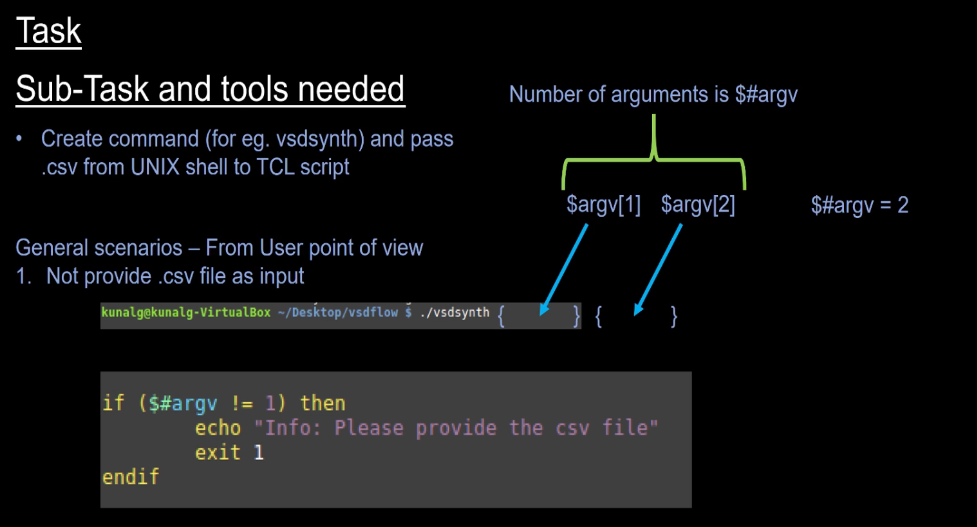 Task
Sub-Task and tools needed
Number of arguments is $#argv
• Create command (for eg. vsdsynth) and pass
.csv from UNIX shell to TCL script
$argv[1] $argv[2] $#argv = 2
General scenarios – From User point of view
1. Not provide .csv file as input
kunalg@kunalg-VirtualBox ~/Desktop/vsdflow $ ./vsdsynth { } { }
if ($#argv != 1) then
echo "Info: Please provide the csv file"
exit 1
endif